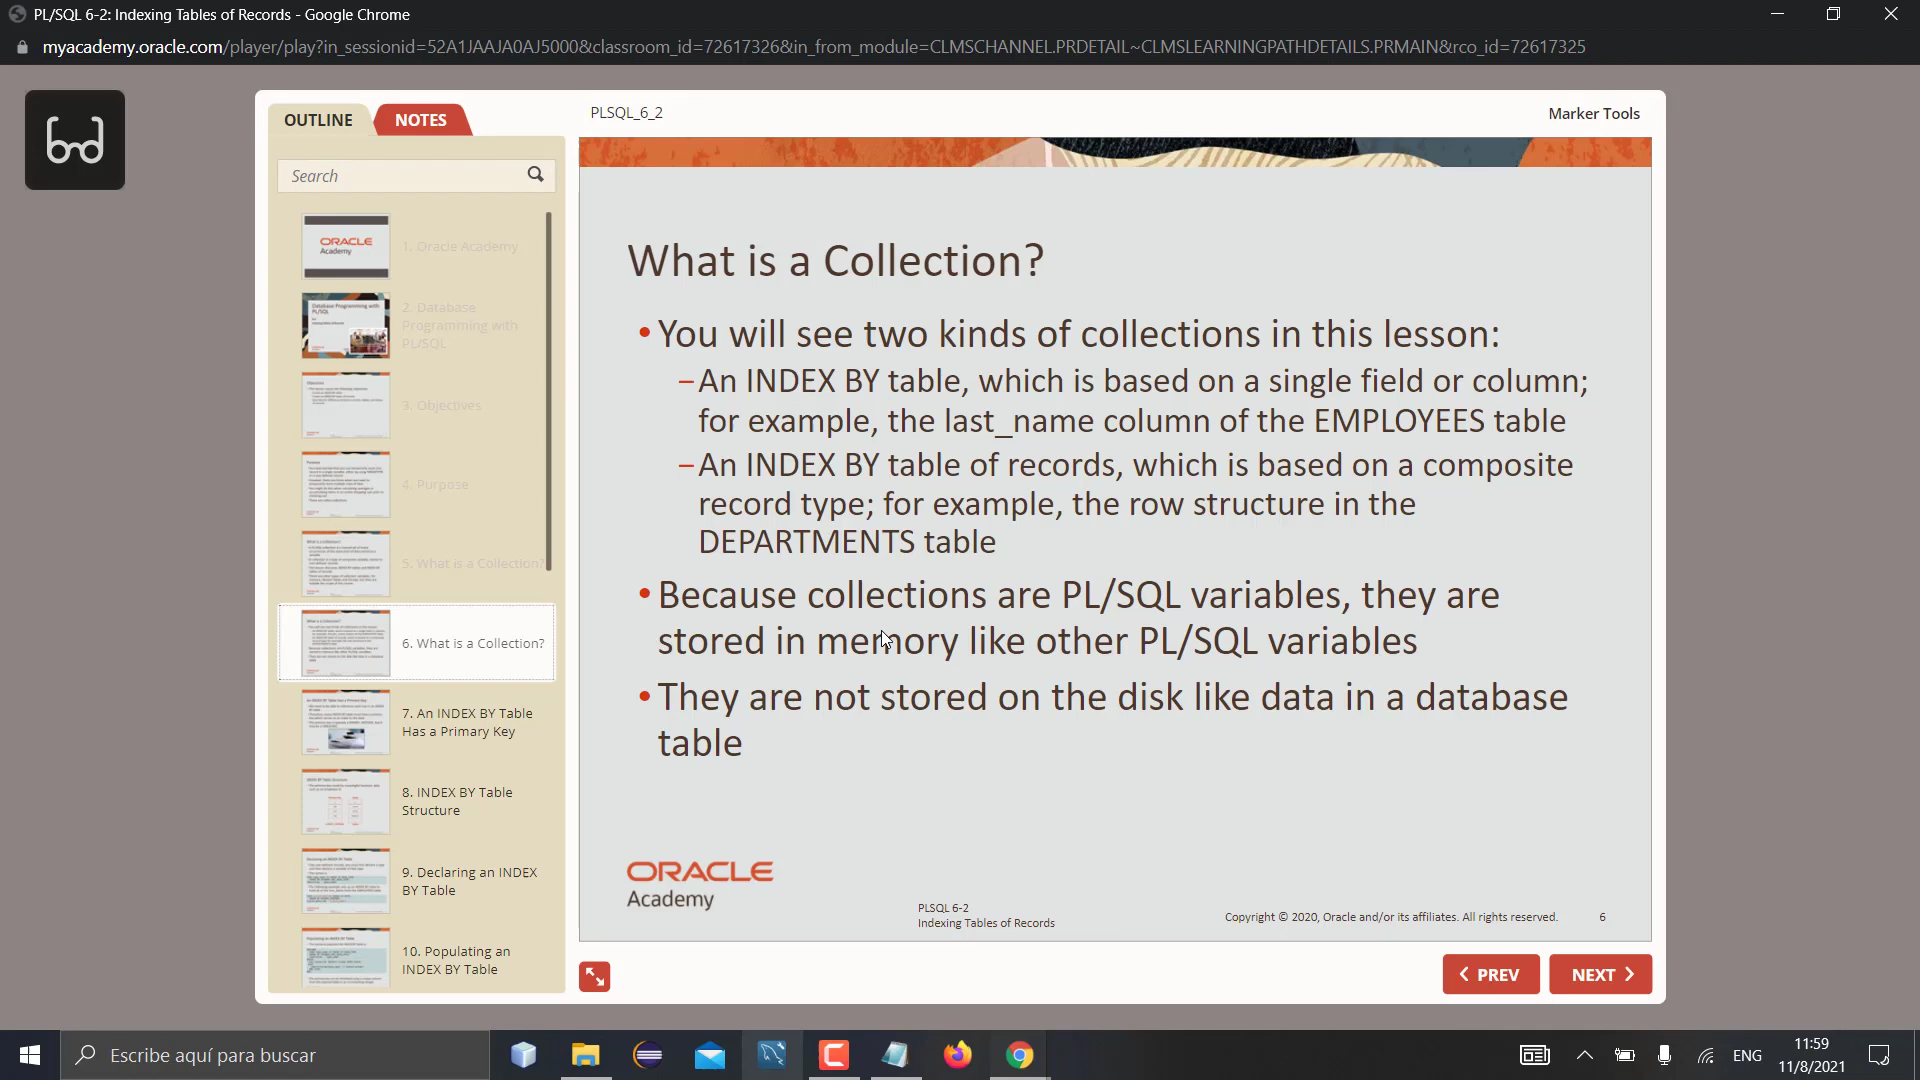 PL/SQL 6-2: Indexing Tables of Records - Google Chrome
myacademy.oracle.com/player/play?in_sessionid=52A1JAAJA0AJ5000&classroom_id=72617326&in_from_module=CLMSCHANNEL.PRDETAIL~CLMSLEARNINGPATHDETAILS.PRMAIN&rco_id=72617325
OUTLINE
NOTES
PLSQL_6_2
Marker Tools
Search
ORACLE
Academy
1. Oracle Academy
2. Database
Programming with
PL/SQL
3. Objectives
4. Purpose
5. What is a Collection?
6. What is a Collection?
7. An INDEX BY Table
Has a Primary Key
8. INDEX BY Table
Structure
9. Declaring an INDEX
BY Table
10. Populating an
INDEX BY Table
What is a Collection?
•You will see two kinds of collections in this lesson:
–An INDEX BY table, which is based on a single field or column;
for example, the last_name column of the EMPLOYEES table
–An INDEX BY table of records, which is based on a composite
record type; for example, the row structure in the
DEPARTMENTS table
•Because collections are PL/SQL variables, they are
stored in memory like other PL/SQL variables
•They are not stored on the disk like data in a database
table
ORACLE
Academy
PLSQL 6-2
Indexing Tables of Records
Copyright © 2020, Oracle and/or its affiliates. All rights reserved.
6
PREV
NEXT
Escribe aquí para buscar
ENG
11:59
11/8/2021